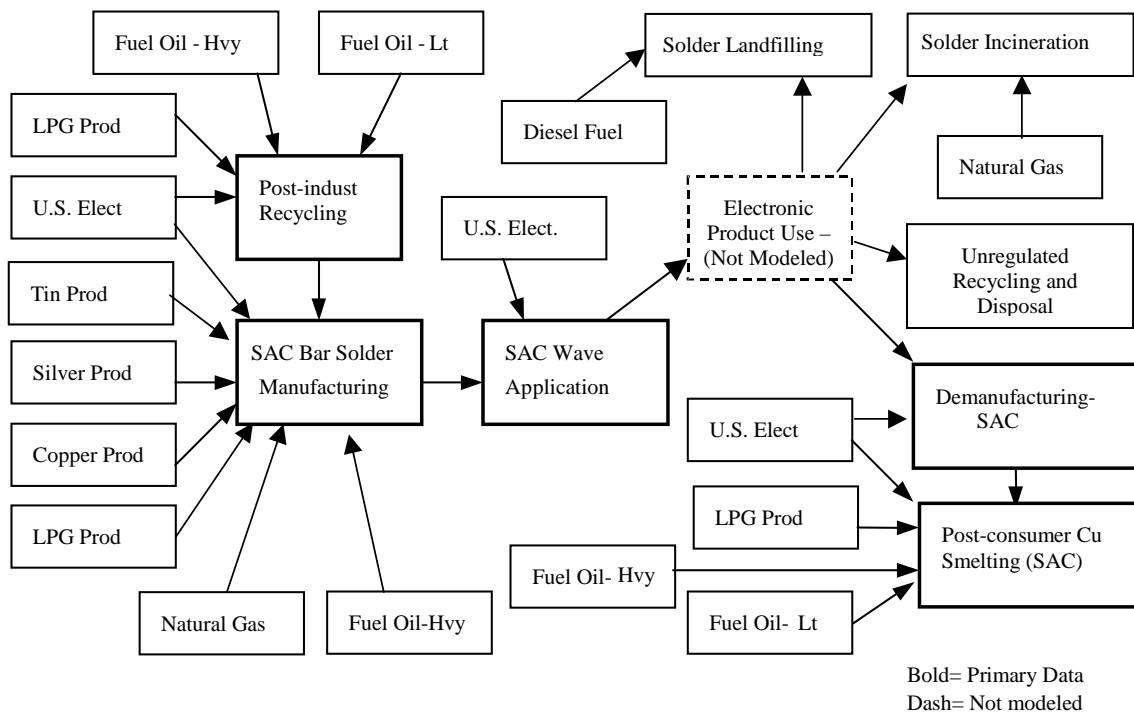 Fuel Oil - Hvy
Fuel Oil - Lt
Solder Landfilling
Solder Incineration
LPG Prod
Diesel Fuel
Natural Gas
U.S. Elect
Post-indust
Recycling
U.S. Elect.
Electronic
Product Use –
(Not Modeled)
Unregulated
Recycling and
Disposal
Tin Prod
SAC Bar Solder
Manufacturing
SAC Wave
Application
Silver Prod
Demanufacturing-
SAC
U.S. Elect
Copper Prod
LPG Prod
LPG Prod
Post-consumer Cu
Smelting (SAC)
Fuel Oil- Hvy
Natural Gas
Fuel Oil-Hvy
Fuel Oil- Lt
Bold= Primary Data
Dash= Not modeled